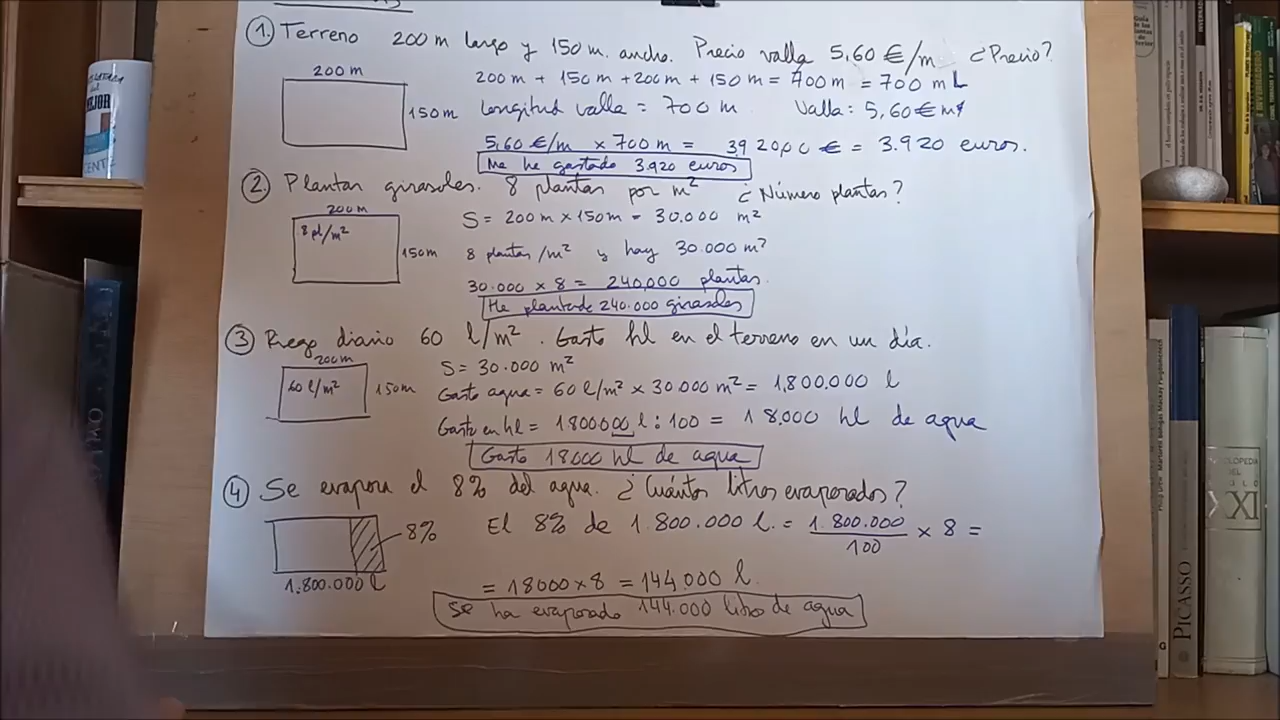 1. Terreno 200 m largo y 150 m. ancho. Precio valla 5,60 €/m ¿Precio?
200 m
150 m
200 m + 150 m + 200 m + 150 m = 700 m = 700 m L
Longitud valla = 700 m Valla: 5,60 € m
5,60 €/m × 700 m = 3920,00 € = 3.920 euros.
Me he gastado 3.920 euros
2 Plantar girasoles. 8 plantas por m² ¿Número plantas?
200 m
8 pl/m²
150 m
S = 200 m × 150 m = 30.000 m²
8 plantas/m² y hay 30.000 m²
30.000 × 8 = 240.000 plantas
He plantado 240.000 girasoles
3 Riego diario 60 l/m². Gasto hl en el terreno en un día.
200 m
60 l/m²
150 m
S = 30.000 m²
Gasto agua = 60 l/m² × 30.000 m² = 1.800.000 l
Gasto en hl = 1800000 l : 100 = 18.000 hl de agua
Gasto 18000 hl de agua
4 Se evapora el 8% del agua. ¿Cuántos litros evaporados?
8%
1.800.000 l
El 8% de 1.800.000 l. = 1.800.000 / 100 × 8 =
= 18000 × 8 = 144.000 l.
Se ha evaporado 144.000 litros de agua
MEJOR
PICASSO
DEL
SIGLO
XXI